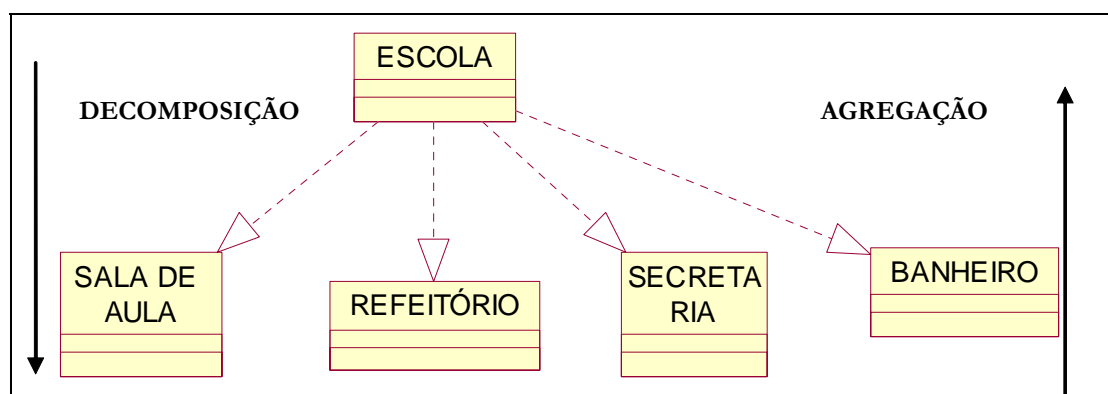 ESCOLA
DECOMPOSIÇÃO
AGREGAÇÃO
SALA DE
AULA
REFEITÓRIO
SECRETA
RIA
BANHEIRO